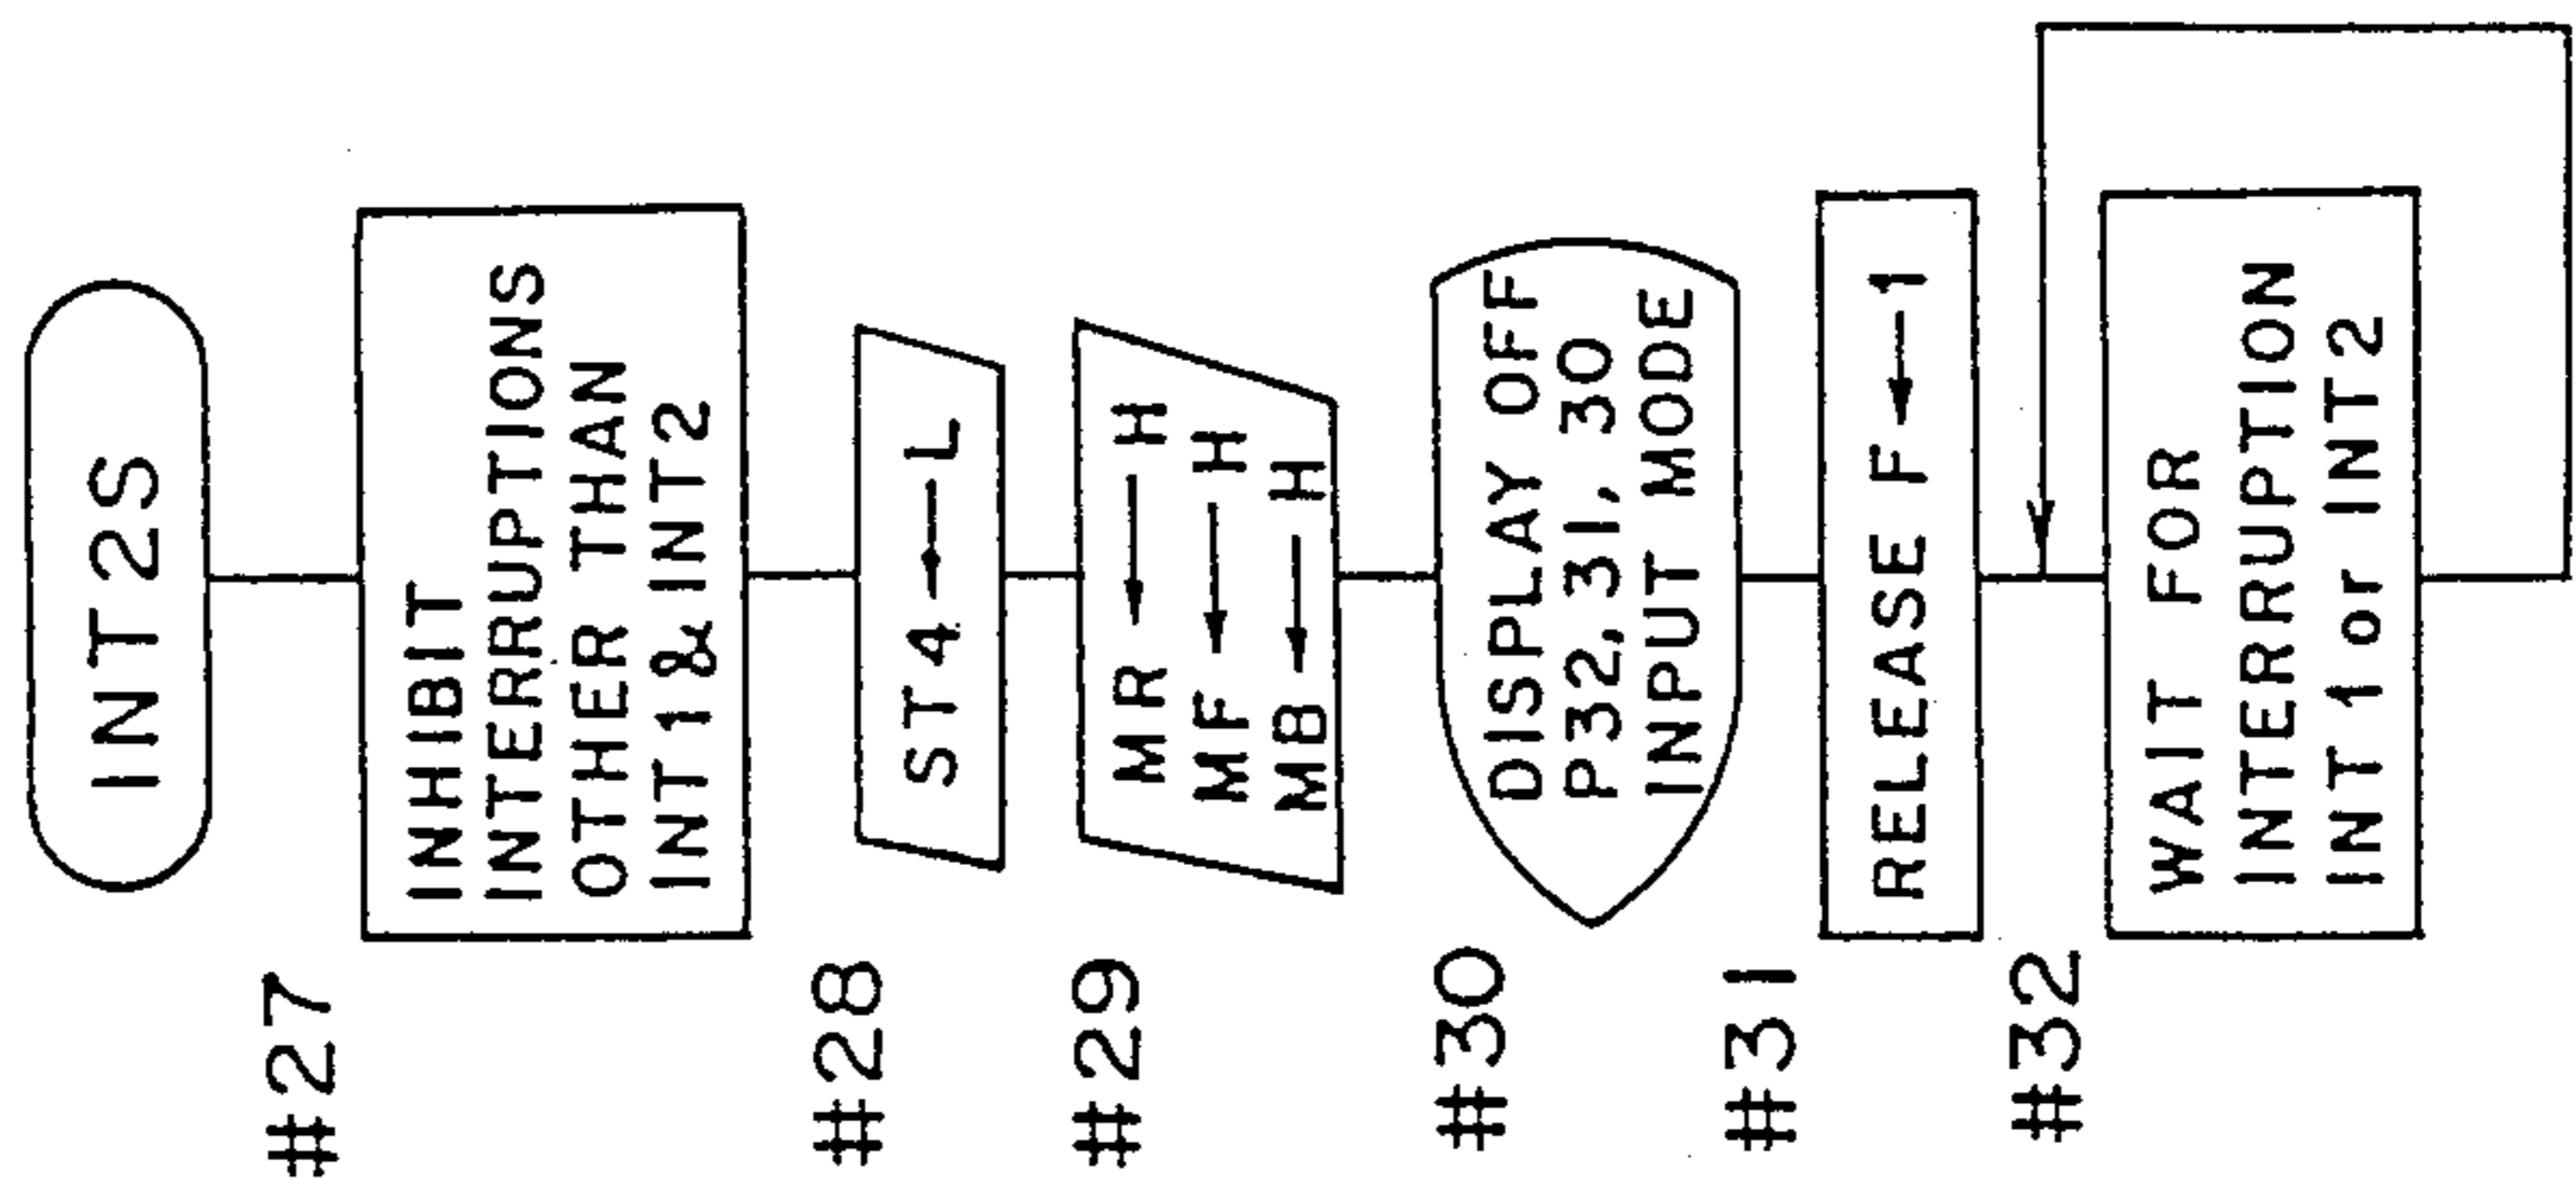 INT2S
#27
INHIBIT
INTERRUPTIONS
OTHER THAN
INT1 & INT2
#28
ST4 ← L
#29
MR ← H
MF ← H
MB ← H
#30
DISPLAY OFF
P32, 31, 30
INPUT MODE
#31
RELEASE F ← 1
#32
WAIT FOR
INTERRUPTION
INT1 or INT2